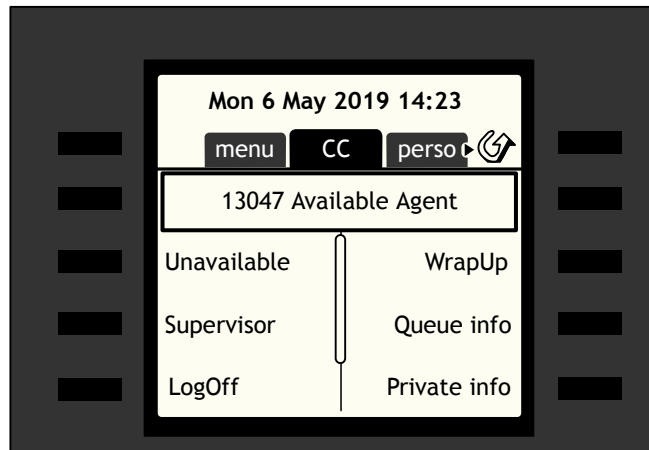 Mon 6 May 2019 14:23
menu CC perso
13047 Available Agent
Unavailable WrapUp
Supervisor Queue info
LogOff Private info